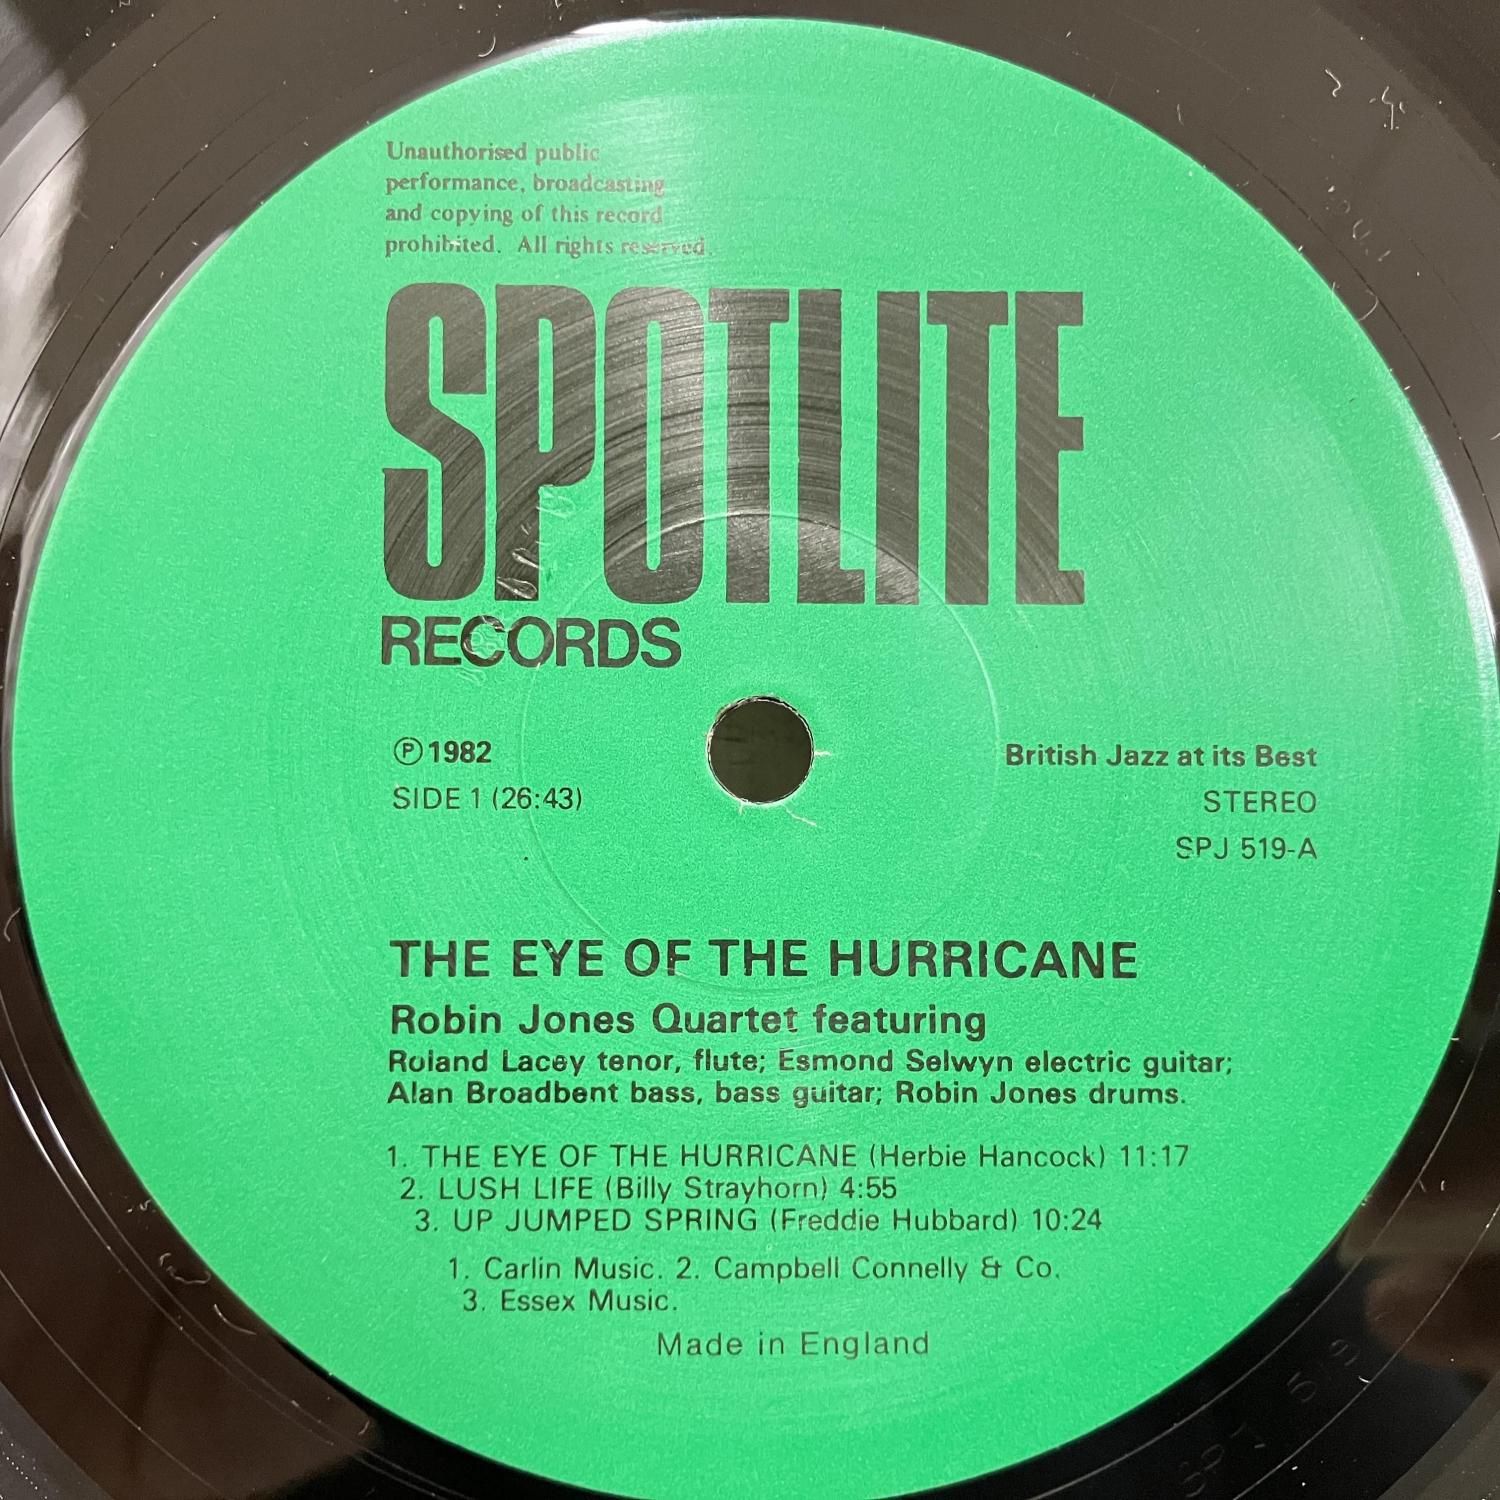 Unauthorised public
performance, broadcasting
and copying of this record
prohibited. All rights reserved.
SPOTLITE
RECORDS
℗ 1982
British Jazz at its Best
SIDE 1 (26:43)
STEREO
SPJ 519-A
THE EYE OF THE HURRICANE
Robin Jones Quartet featuring
Roland Lacey tenor, flute; Esmond Selwyn electric guitar;
Alan Broadbent bass, bass guitar; Robin Jones drums.
1. THE EYE OF THE HURRICANE (Herbie Hancock) 11:17
2. LUSH LIFE (Billy Strayhorn) 4:55
3. UP JUMPED SPRING (Freddie Hubbard) 10:24
1. Carlin Music. 2. Campbell Connelly & Co.
3. Essex Music.
Made in England